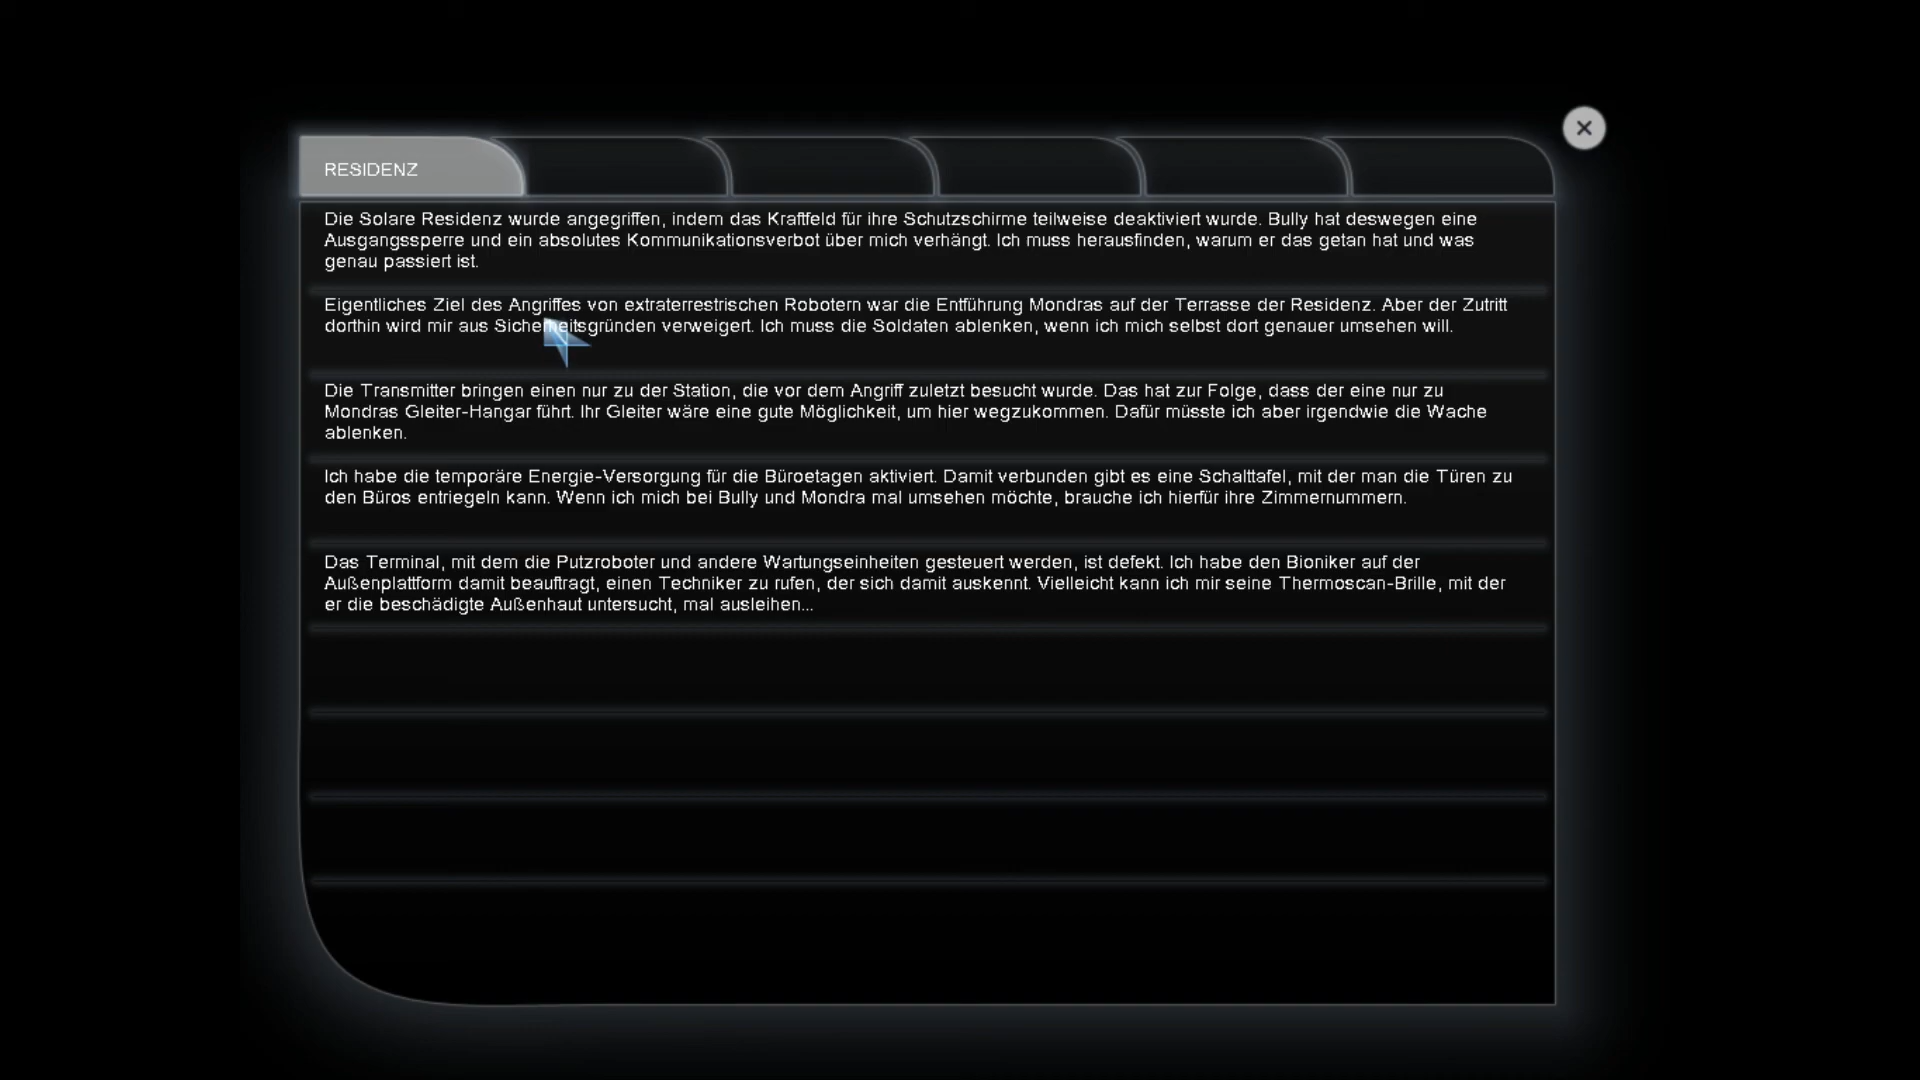 RESIDENZ
Die Solare Residenz wurde angegriffen, indem das Kraftfeld für ihre Schutzschirme teilweise deaktiviert wurde. Bully hat deswegen eine
Ausgangssperre und ein absolutes Kommunikationsverbot über mich verhängt. Ich muss herausfinden, warum er das getan hat und was
genau passiert ist.
Eigentliches Ziel des Angriffes von extraterrestrischen Robotern war die Entführung Mondras auf der Terrasse der Residenz. Aber der Zutritt
dorthin wird mir aus Sicherheitsgründen verweigert. Ich muss die Soldaten ablenken, wenn ich mich selbst dort genauer umsehen will.
Die Transmitter bringen einen nur zu der Station, die vor dem Angriff zuletzt besucht wurde. Das hat zur Folge, dass der eine nur zu
Mondras Gleiter-Hangar führt. Ihr Gleiter wäre eine gute Möglichkeit, um hier wegzukommen. Dafür müsste ich aber irgendwie die Wache
ablenken.
Ich habe die temporäre Energie-Versorgung für die Büroetagen aktiviert. Damit verbunden gibt es eine Schalttafel, mit der man die Türen zu
den Büros entriegeln kann. Wenn ich mich bei Bully und Mondra mal umsehen möchte, brauche ich hierfür ihre Zimmernummern.
Das Terminal, mit dem die Putzroboter und andere Wartungseinheiten gesteuert werden, ist defekt. Ich habe den Bioniker auf der
Außenplattform damit beauftragt, einen Techniker zu rufen, der sich damit auskennt. Vielleicht kann ich mir seine Thermoscan-Brille, mit der
er die beschädigte Außenhaut untersucht, mal ausleihen...